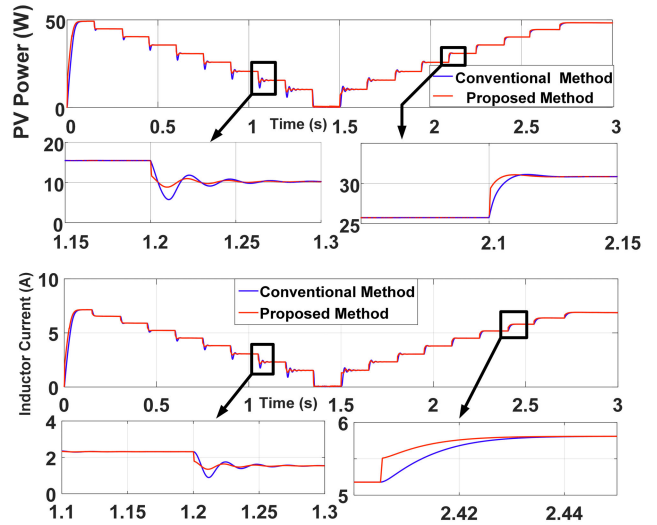 PV Power (W)
50
0
0 0.5 1 Time (s) 1.5 2 2.5 3
Conventional Method
Proposed Method
20
10
0
1.15 1.2 1.25 1.3
30
25
2.1 2.15
Inductor Current (A)
10
5
0
0 0.5 1 Time (s) 1.5 2 2.5 3
Conventional Method
Proposed Method
4
2
0
1.1 1.2 1.25 1.2 1.3
6
5
2.42 2.44